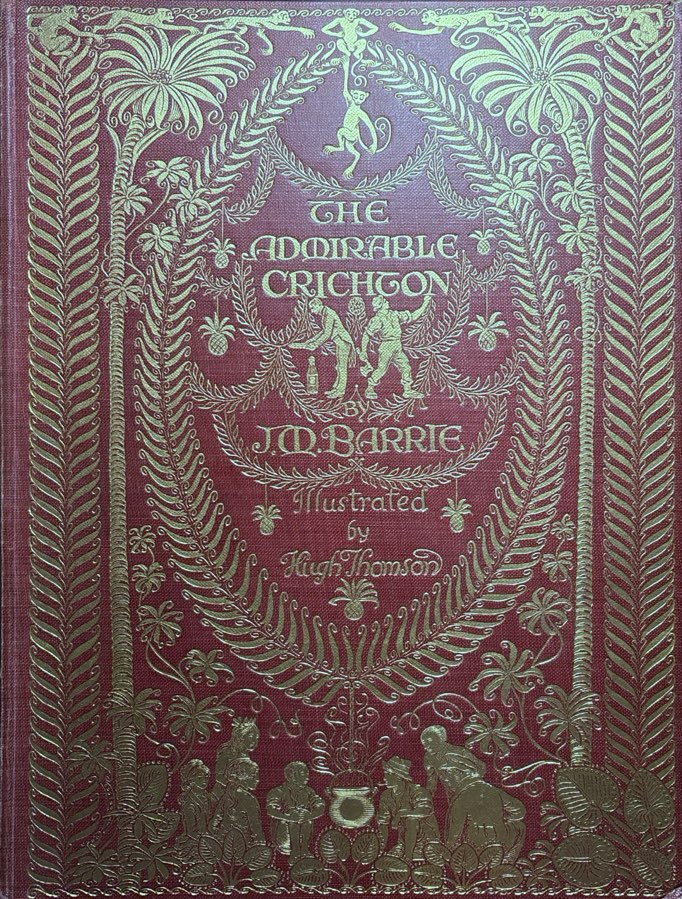 THE
ADMIRABLE
CRICHTON
BY
J.M. BARRIE
Illustrated
by
Hugh Thomson